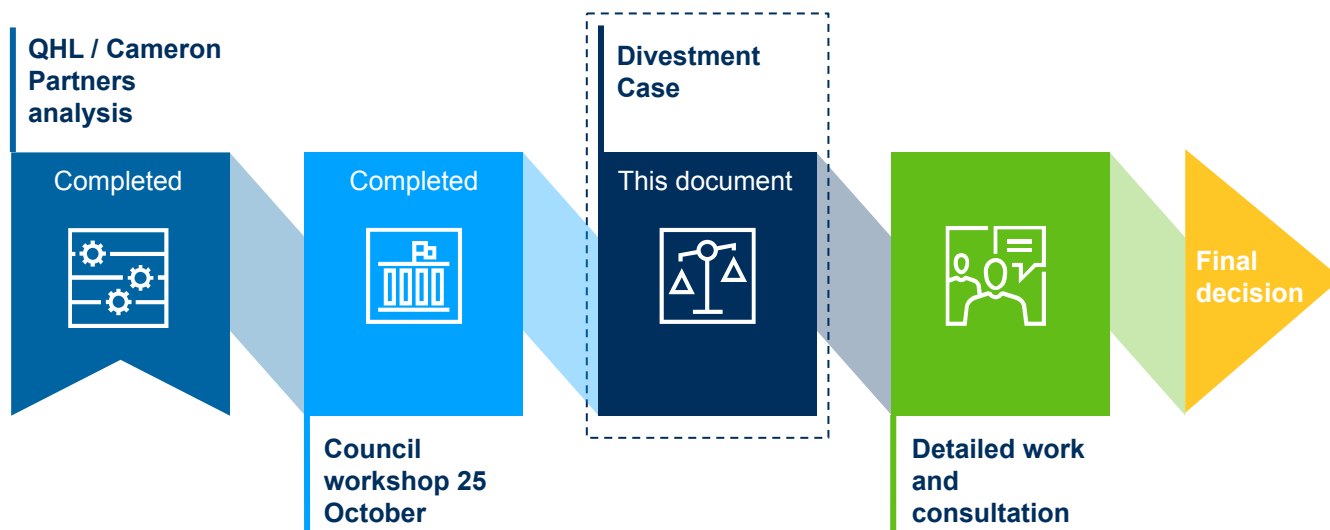 QHL / Cameron
Partners
analysis
Completed
Completed
Council
workshop 25
October
Divestment
Case
This document
Detailed work
and
consultation
Final
decision